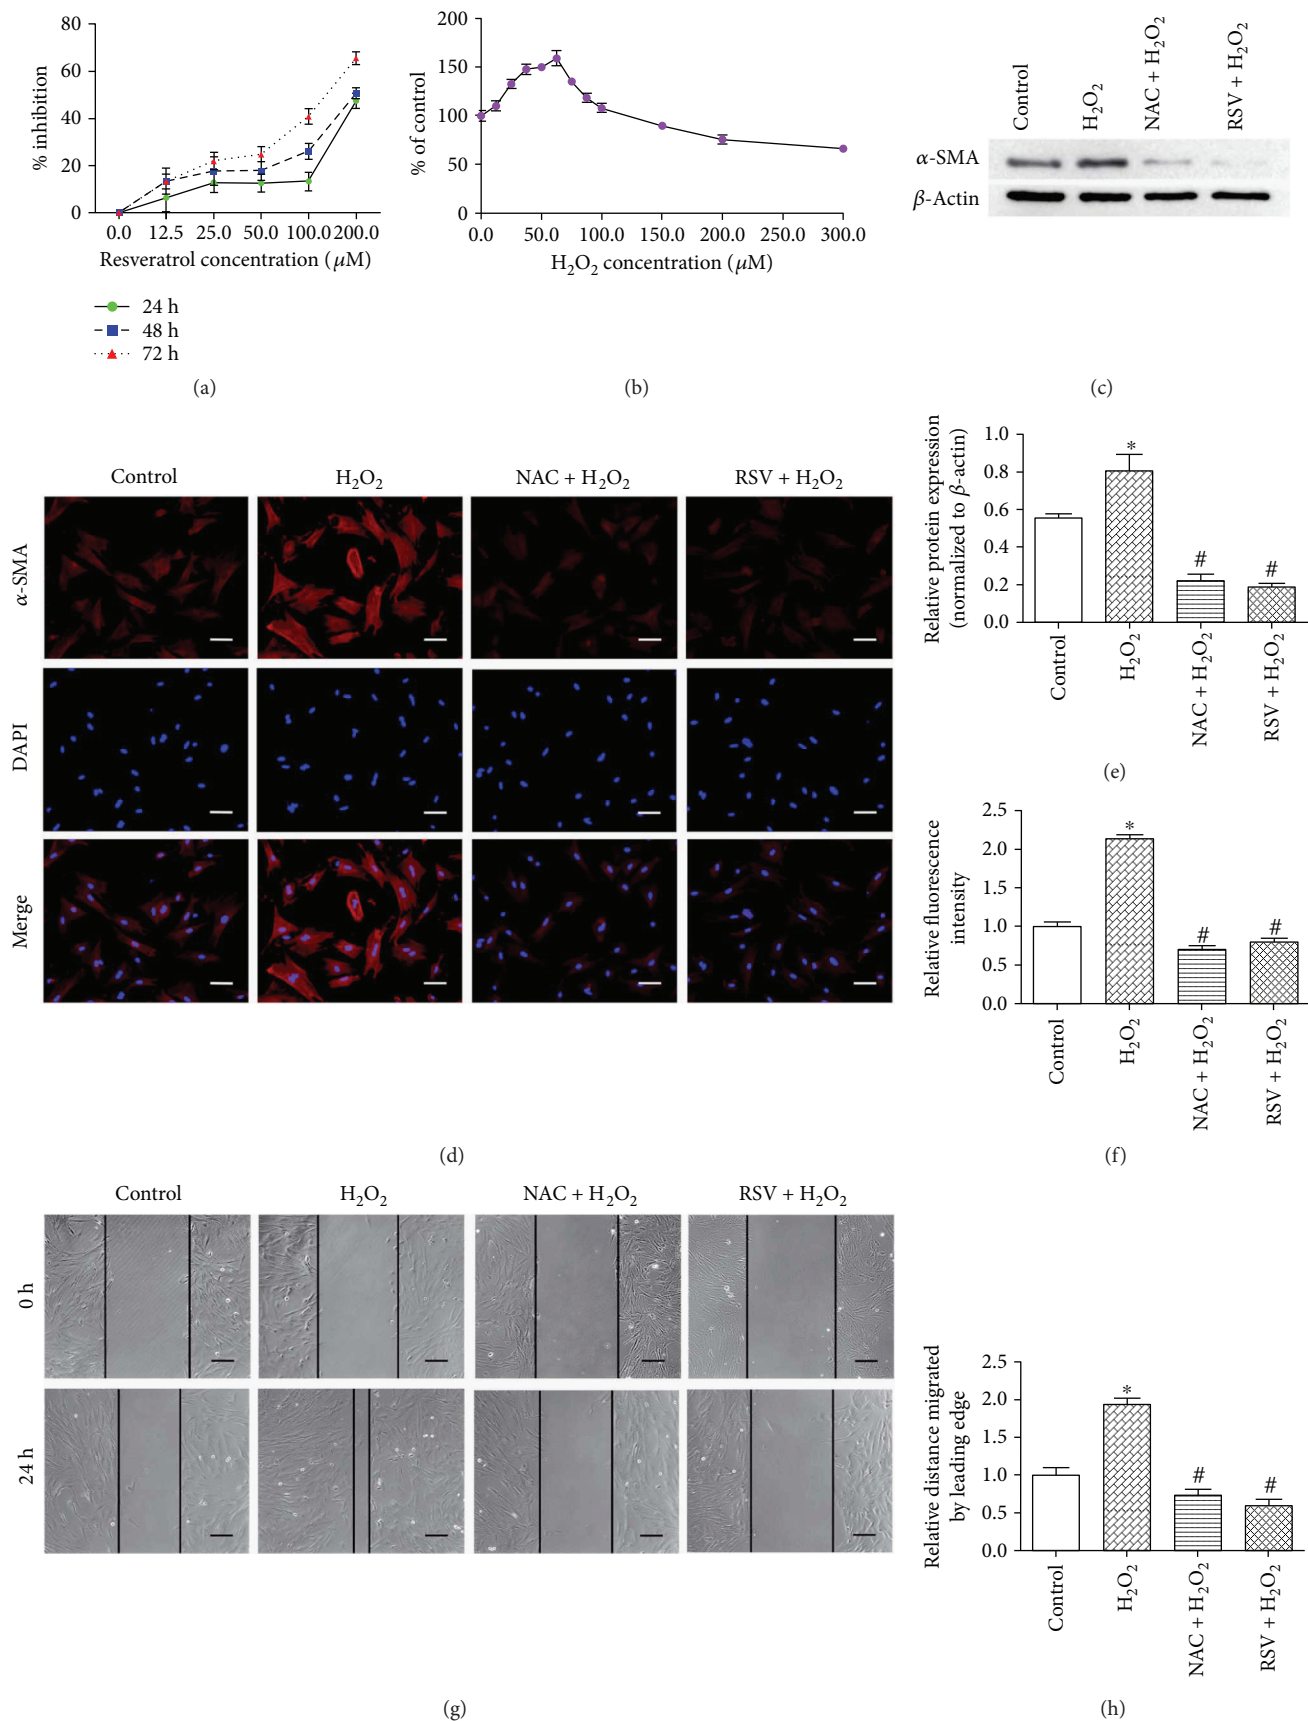 80
60
40
20
0
% inhibition
0.0 12.5 25.0 50.0 100.0 200.0
Resveratrol concentration (μM)
24 h
48 h
72 h
(a)
200
150
100
50
0
% of control
0.0 50.0 100.0 150.0 200.0 300.0
H₂O₂ concentration (μM)
(b)
Control
H₂O₂
NAC + H₂O₂
RSV + H₂O₂
α-SMA
β-Actin
(c)
Control H₂O₂ NAC + H₂O₂ RSV + H₂O₂
α-SMA
DAPI
Merge
(d)
Relative protein expression
(normalized to β-actin)
1.0
0.8
0.6
0.4
0.2
0.0
*
#
#
Control
H₂O₂
NAC + H₂O₂
RSV + H₂O₂
(e)
Relative fluorescence
intensity
2.5
2.0
1.5
1.0
0.5
0.0
*
#
#
Control
H₂O₂
NAC + H₂O₂
RSV + H₂O₂
(f)
Control H₂O₂ NAC + H₂O₂ RSV + H₂O₂
0 h
24 h
(g)
Relative distance migrated
by leading edge
2.5
2.0
1.5
1.0
0.5
0.0
*
#
#
Control
H₂O₂
NAC + H₂O₂
RSV + H₂O₂
(h)